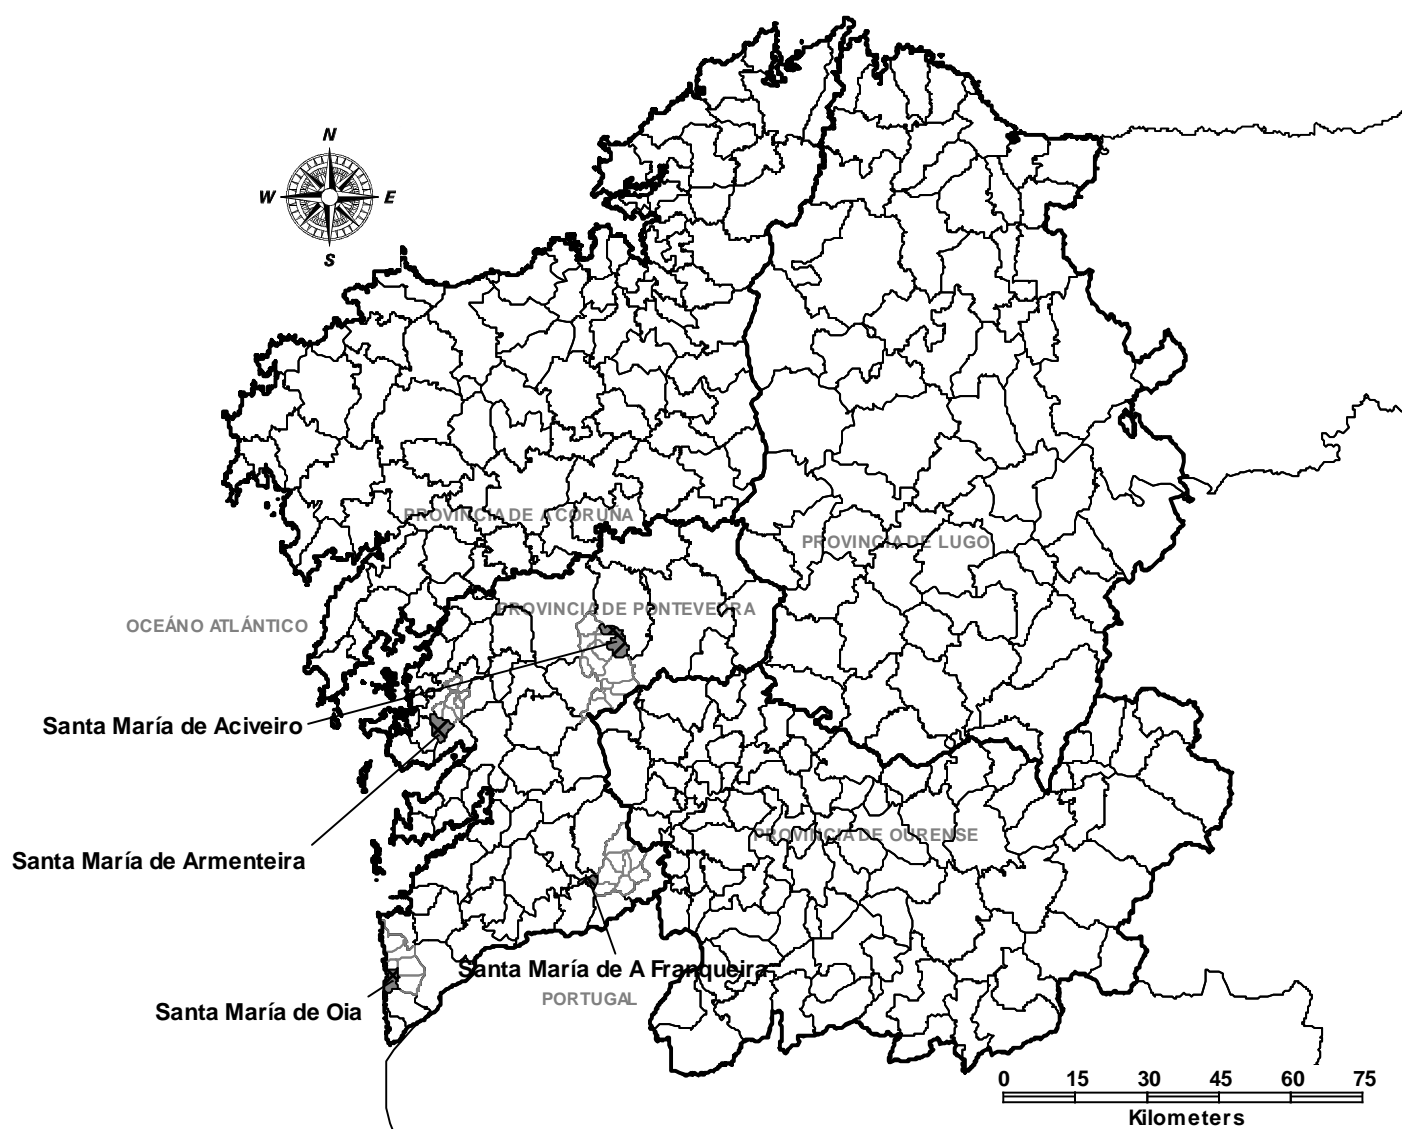 N
W
E
S
PROVINCIA DE A CORUÑA
PROVINCIA DE LUGO
PROVINCIA DE PONTEVEDRA
OCEÁNO ATLÁNTICO
Santa María de Aciveiro
PROVINCIA DE OURENSE
Santa María de Armenteira
Santa María de A Franqueira
PORTUGAL
Santa María de Oia
0 15 30 45 60 75
Kilometers